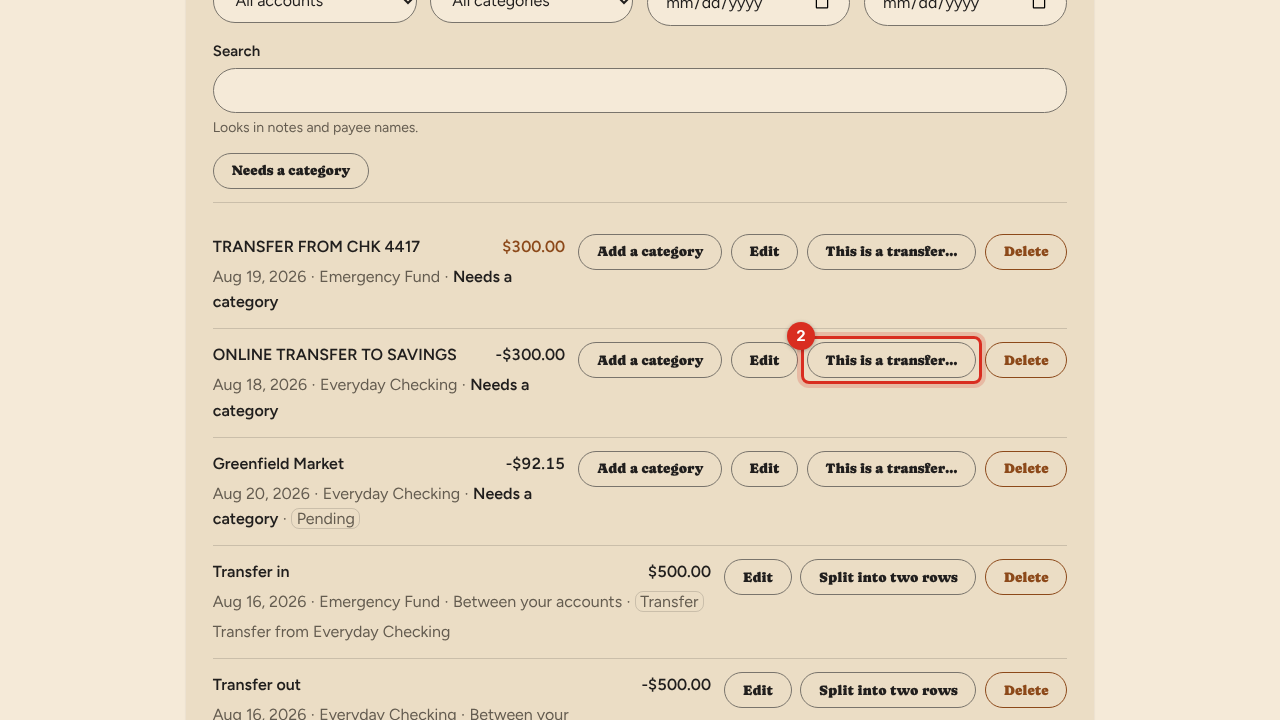 All accounts All categories mm/dd/yyyy mm/dd/yyyy
Search
Looks in notes and payee names.
Needs a category
TRANSFER FROM CHK 4417 $300.00 Add a category Edit This is a transfer... Delete
Aug 19, 2026 · Emergency Fund · Needs a
category
2
ONLINE TRANSFER TO SAVINGS -$300.00 Add a category Edit This is a transfer... Delete
Aug 18, 2026 · Everyday Checking · Needs a
category
Greenfield Market -$92.15 Add a category Edit This is a transfer... Delete
Aug 20, 2026 · Everyday Checking · Needs a
category · Pending
Transfer in $500.00 Edit Split into two rows Delete
Aug 16, 2026 · Emergency Fund · Between your accounts · Transfer
Transfer from Everyday Checking
Transfer out -$500.00 Edit Split into two rows Delete
Aug 16, 2026 · Everyday Checking · Between your